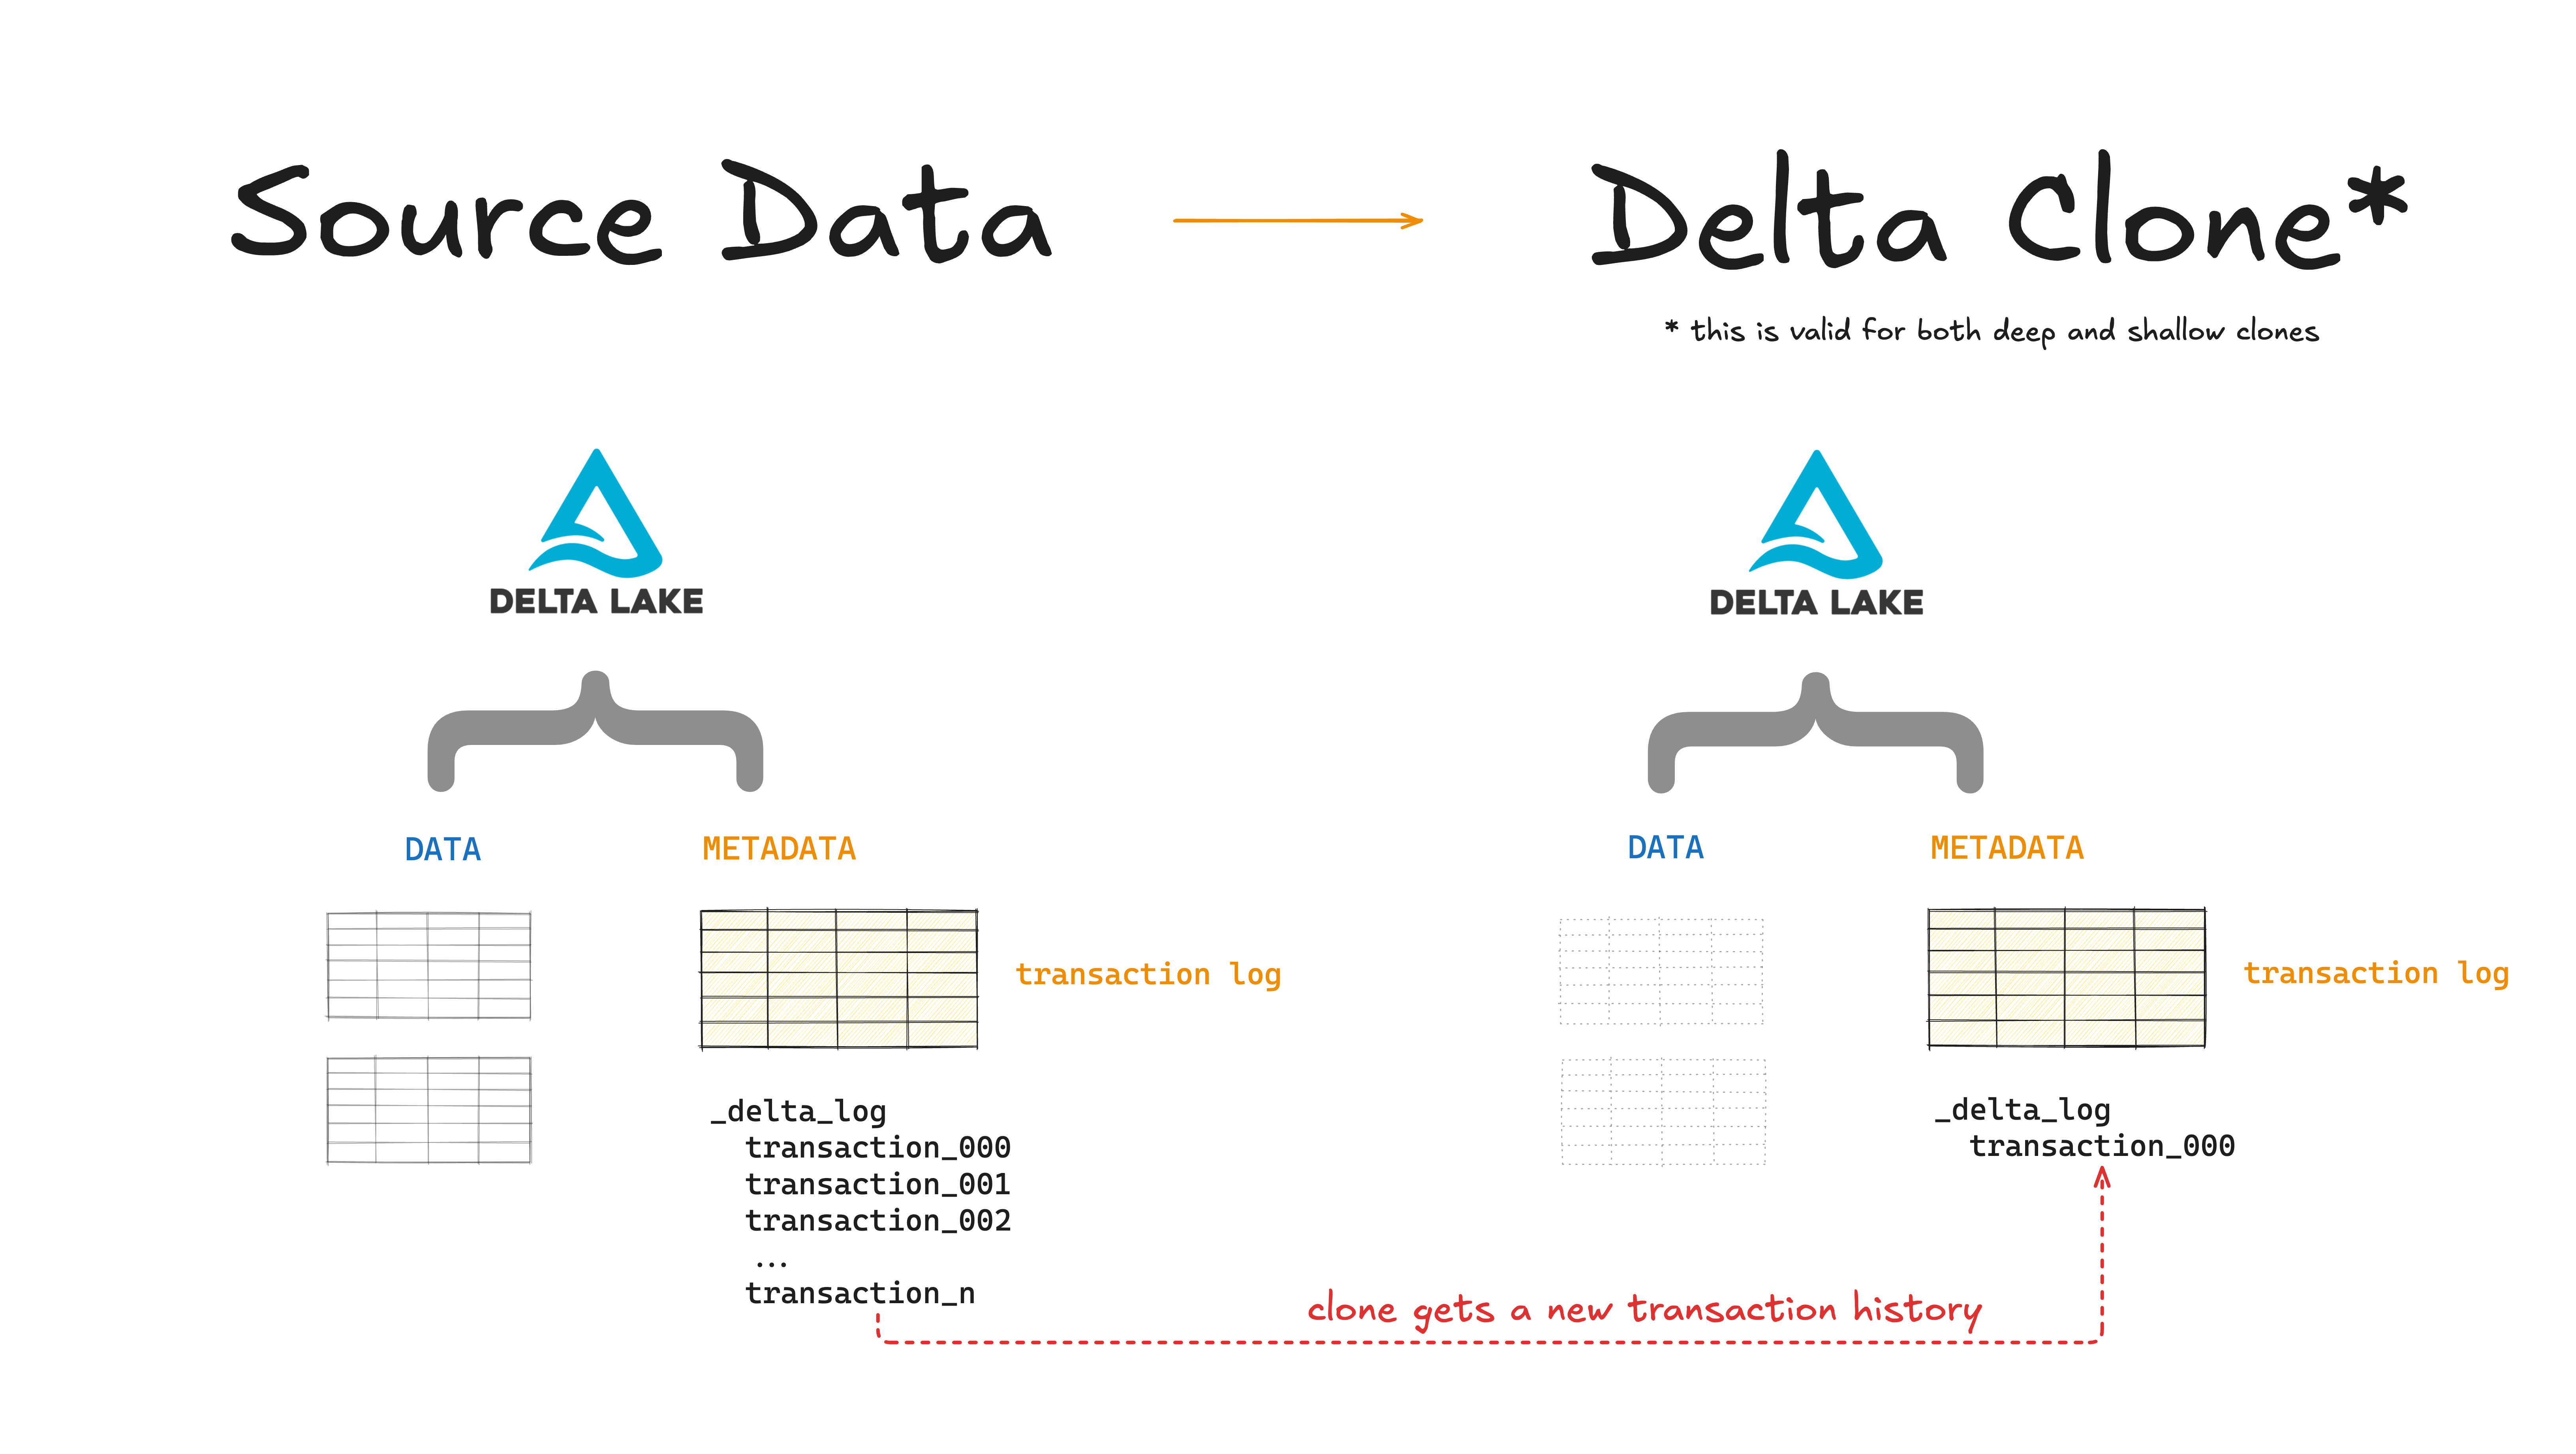 Source Data
Delta Clone*
* this is valid for both deep and shallow clones
DELTA LAKE
DATA
METADATA
transaction log
_delta_log
transaction_000
transaction_001
transaction_002
...
transaction_n
DELTA LAKE
DATA
METADATA
transaction log
_delta_log
transaction_000
clone gets a new transaction history